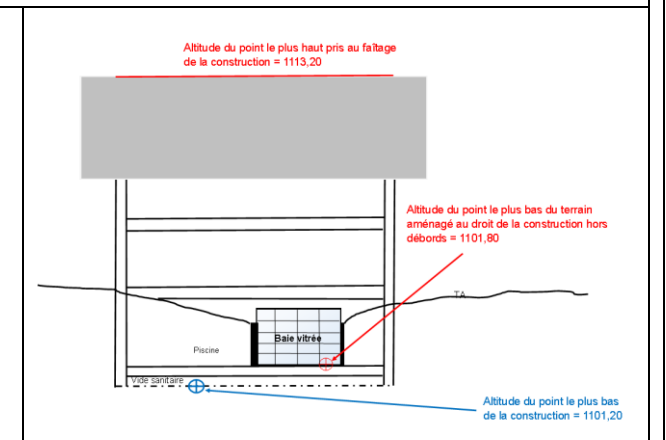 Altitude du point le plus haut pris au faîtage
de la construction = 1113,20
Altitude du point le plus bas du terrain
aménagé au droit de la construction hors
débords = 1101,80
TA
Baie vitrée
Piscine
Vide sanitaire
Altitude du point le plus bas
de la construction = 1101,20